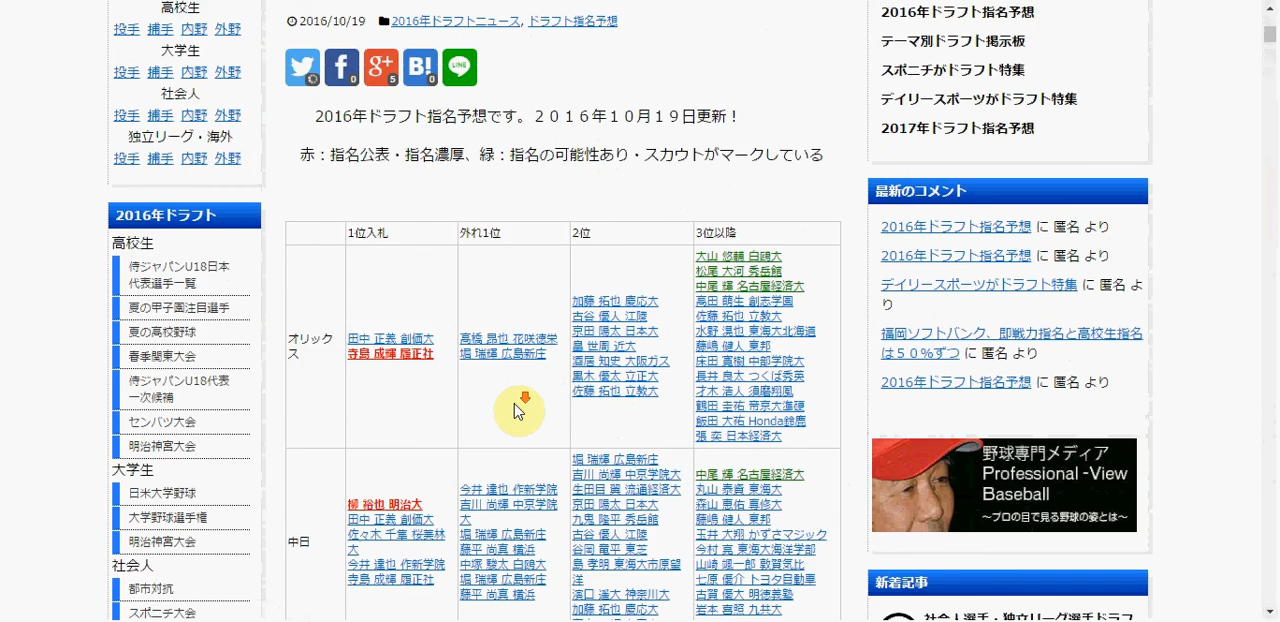 高校生
投手 捕手 内野 外野
大学生
投手 捕手 内野 外野
社会人
投手 捕手 内野 外野
独立リーグ・海外
投手 捕手 内野 外野
2016年ドラフト
高校生
侍ジャパンU18日本
代表選手一覧
夏の甲子園注目選手
夏の高校野球
春季関東大会
侍ジャパンU18代表
一次候補
センバツ大会
明治神宮大会
大学生
日米大学野球
大学野球選手権
明治神宮大会
社会人
都市対抗
スポニチ大会
2016/10/19 2016年ドラフトニュース, ドラフト指名予想
0 5 0
LINE
2016年ドラフト指名予想です。２０１６年１０月１９日更新！
赤：指名公表・指名濃厚、緑：指名の可能性あり・スカウトがマークしている
1位入札 外れ1位 2位 3位以降
オリックス
田中 正義 創価大
寺島 成輝 履正社
高橋 昂也 花咲徳栄
堀 瑞輝 広島新庄
加藤 拓也 慶応大
古谷 優人 江陵
京田 陽太 日本大
畠 世周 近大
酒居 知史 大阪ガス
黒木 優太 立正大
佐藤 拓也 立教大
大山 悠輔 白鴎大
松尾 大河 秀岳館
中尾 輝 名古屋経済大
高田 萌生 創志学園
佐藤 拓也 立教大
水野 滉也 東海大北海道
藤嶋 健人 東邦
床田 寛樹 中部学院大
長井 良太 つくば秀英
才木 浩人 須磨翔風
鶴田 圭祐 帝京大準硬
飯田 大祐 Honda鈴鹿
張 奕 日本経済大
中日
柳 裕也 明治大
田中 正義 創価大
佐々木 千隼 桜美林
大
今井 達也 作新学院
寺島 成輝 履正社
今井 達也 作新学院
吉川 尚輝 中京学院
大
堀 瑞輝 広島新庄
藤平 尚真 横浜
中塚 駿太 白鴎大
堀 瑞輝 広島新庄
藤平 尚真 横浜
堀 瑞輝 広島新庄
吉川 尚輝 中京学院大
生田目 翼 流通経済大
京田 陽太 日本大
九鬼 隆平 秀岳館
古谷 優人 江陵
谷岡 竜平 東芝
島 孝明 東海大市原望
洋
濱口 遥大 神奈川大
加藤 拓也 慶応大
中尾 輝 名古屋経済大
丸山 泰資 東海大
森山 恵佑 専修大
藤嶋 健人 東邦
玉井 大翔 かずさマジック
今村 亮 東海大海洋学部
山崎 颯一郎 敦賀気比
七原 優介 トヨタ自動車
古賀 優大 明徳義塾
岩本 喜照 九共大
2016年ドラフト指名予想
テーマ別ドラフト掲示板
スポニチがドラフト特集
デイリースポーツがドラフト特集
2017年ドラフト指名予想
最新のコメント
2016年ドラフト指名予想 に 匿名 より
2016年ドラフト指名予想 に 匿名 より
デイリースポーツがドラフト特集 に 匿名 よ
り
福岡ソフトバンク、即戦力指名と高校生指名
は５０％ずつ に 匿名 より
2016年ドラフト指名予想 に 匿名 より
野球専門メディア
Professional -View
Baseball
～プロの目で見る野球の姿とは～
新着記事
社会人選手・独立リーグ選手ドラフ